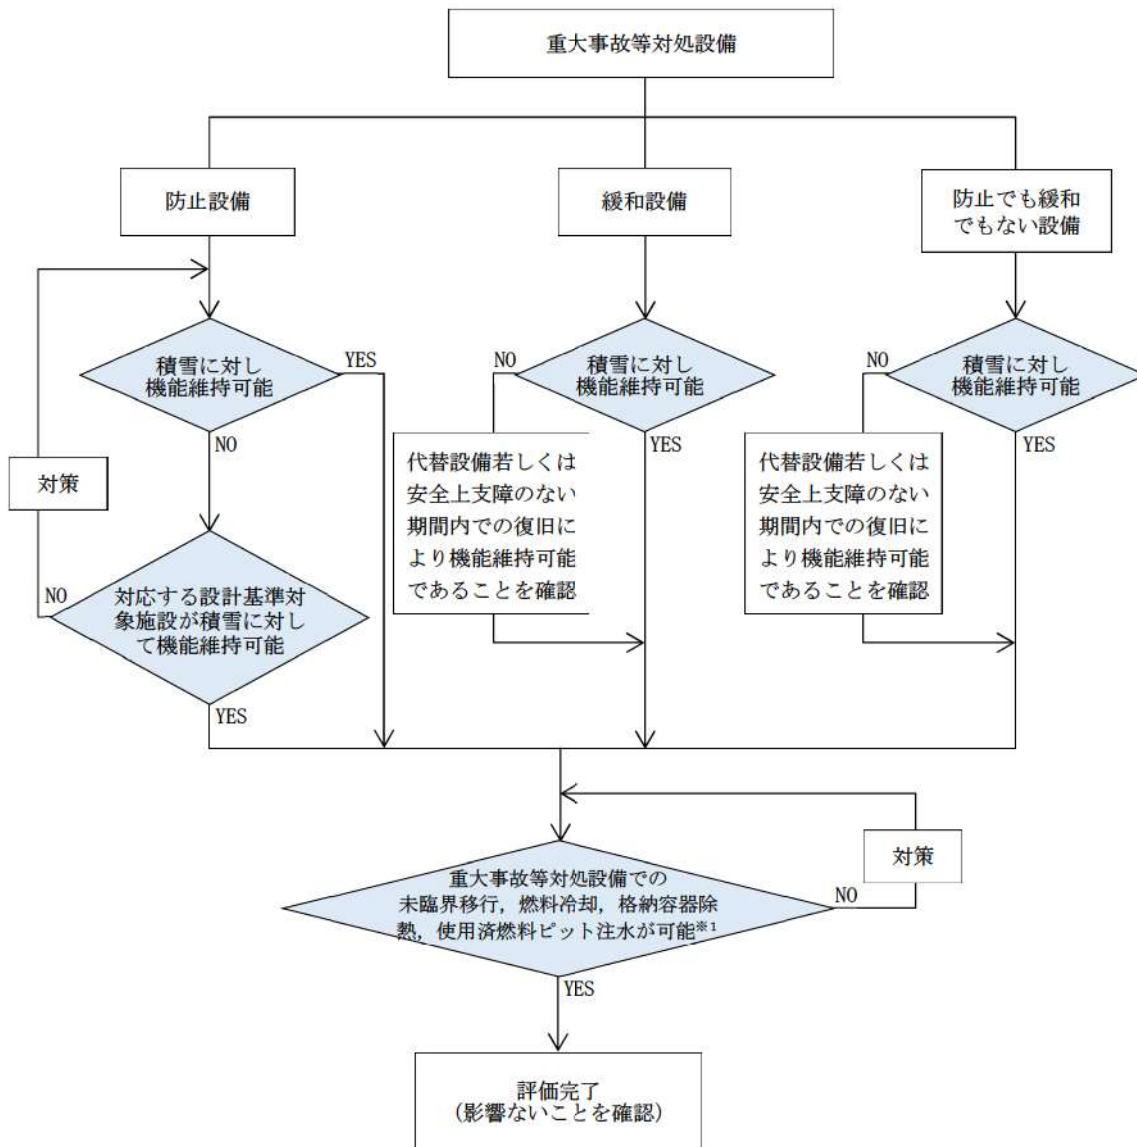 重大事故等対処設備
防止設備
緩和設備
防止でも緩和
でもない設備
積雪に対し
機能維持可能
YES
NO
対策
対応する設計基準対
象施設が積雪に対し
て機能維持可能
NO
YES
積雪に対し
機能維持可能
NO
YES
代替設備若しくは
安全上支障のない
期間内での復旧に
より機能維持可能
であることを確認
積雪に対し
機能維持可能
NO
YES
代替設備若しくは
安全上支障のない
期間内での復旧に
より機能維持可能
であることを確認
重大事故等対処設備での
未臨界移行，燃料冷却，格納容器除
熱，使用済燃料ピット注水が可能※1
NO
対策
YES
評価完了
（影響ないことを確認）